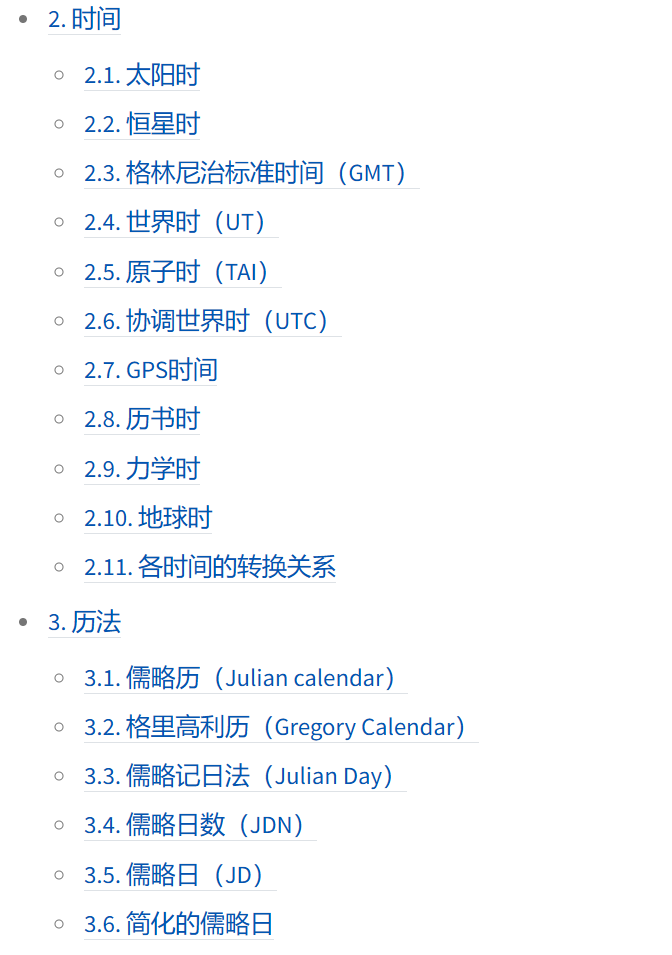 2. 时间
2.1. 太阳时
2.2. 恒星时
2.3. 格林尼治标准时间（GMT）
2.4. 世界时（UT）
2.5. 原子时（TAI）
2.6. 协调世界时（UTC）
2.7. GPS时间
2.8. 历书时
2.9. 力学时
2.10. 地球时
2.11. 各时间的转换关系
3. 历法
3.1. 儒略历（Julian calendar）
3.2. 格里高利历（Gregory Calendar）
3.3. 儒略记日法（Julian Day）
3.4. 儒略日数（JDN）
3.5. 儒略日（JD）
3.6. 简化的儒略日